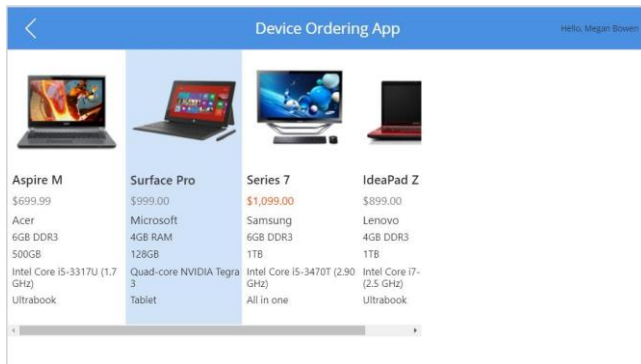 Device Ordering App
Hello, Megan Bowen
Aspire M
$699.99
Acer
6GB DDR3
500GB
Intel Core i5-3317U (1.7
GHz)
Ultrabook
Surface Pro
$999.00
Microsoft
4GB RAM
128GB
Quad-core NVIDIA Tegra
3
Tablet
Series 7
$1,099.00
Samsung
6GB DDR3
1TB
Intel Core i5-3470T (2.90
GHz)
All in one
IdeaPad Z
$899.00
Lenovo
4GB DDR3
1TB
Intel Core i7-
(2.5 GHz)
Ultrabook